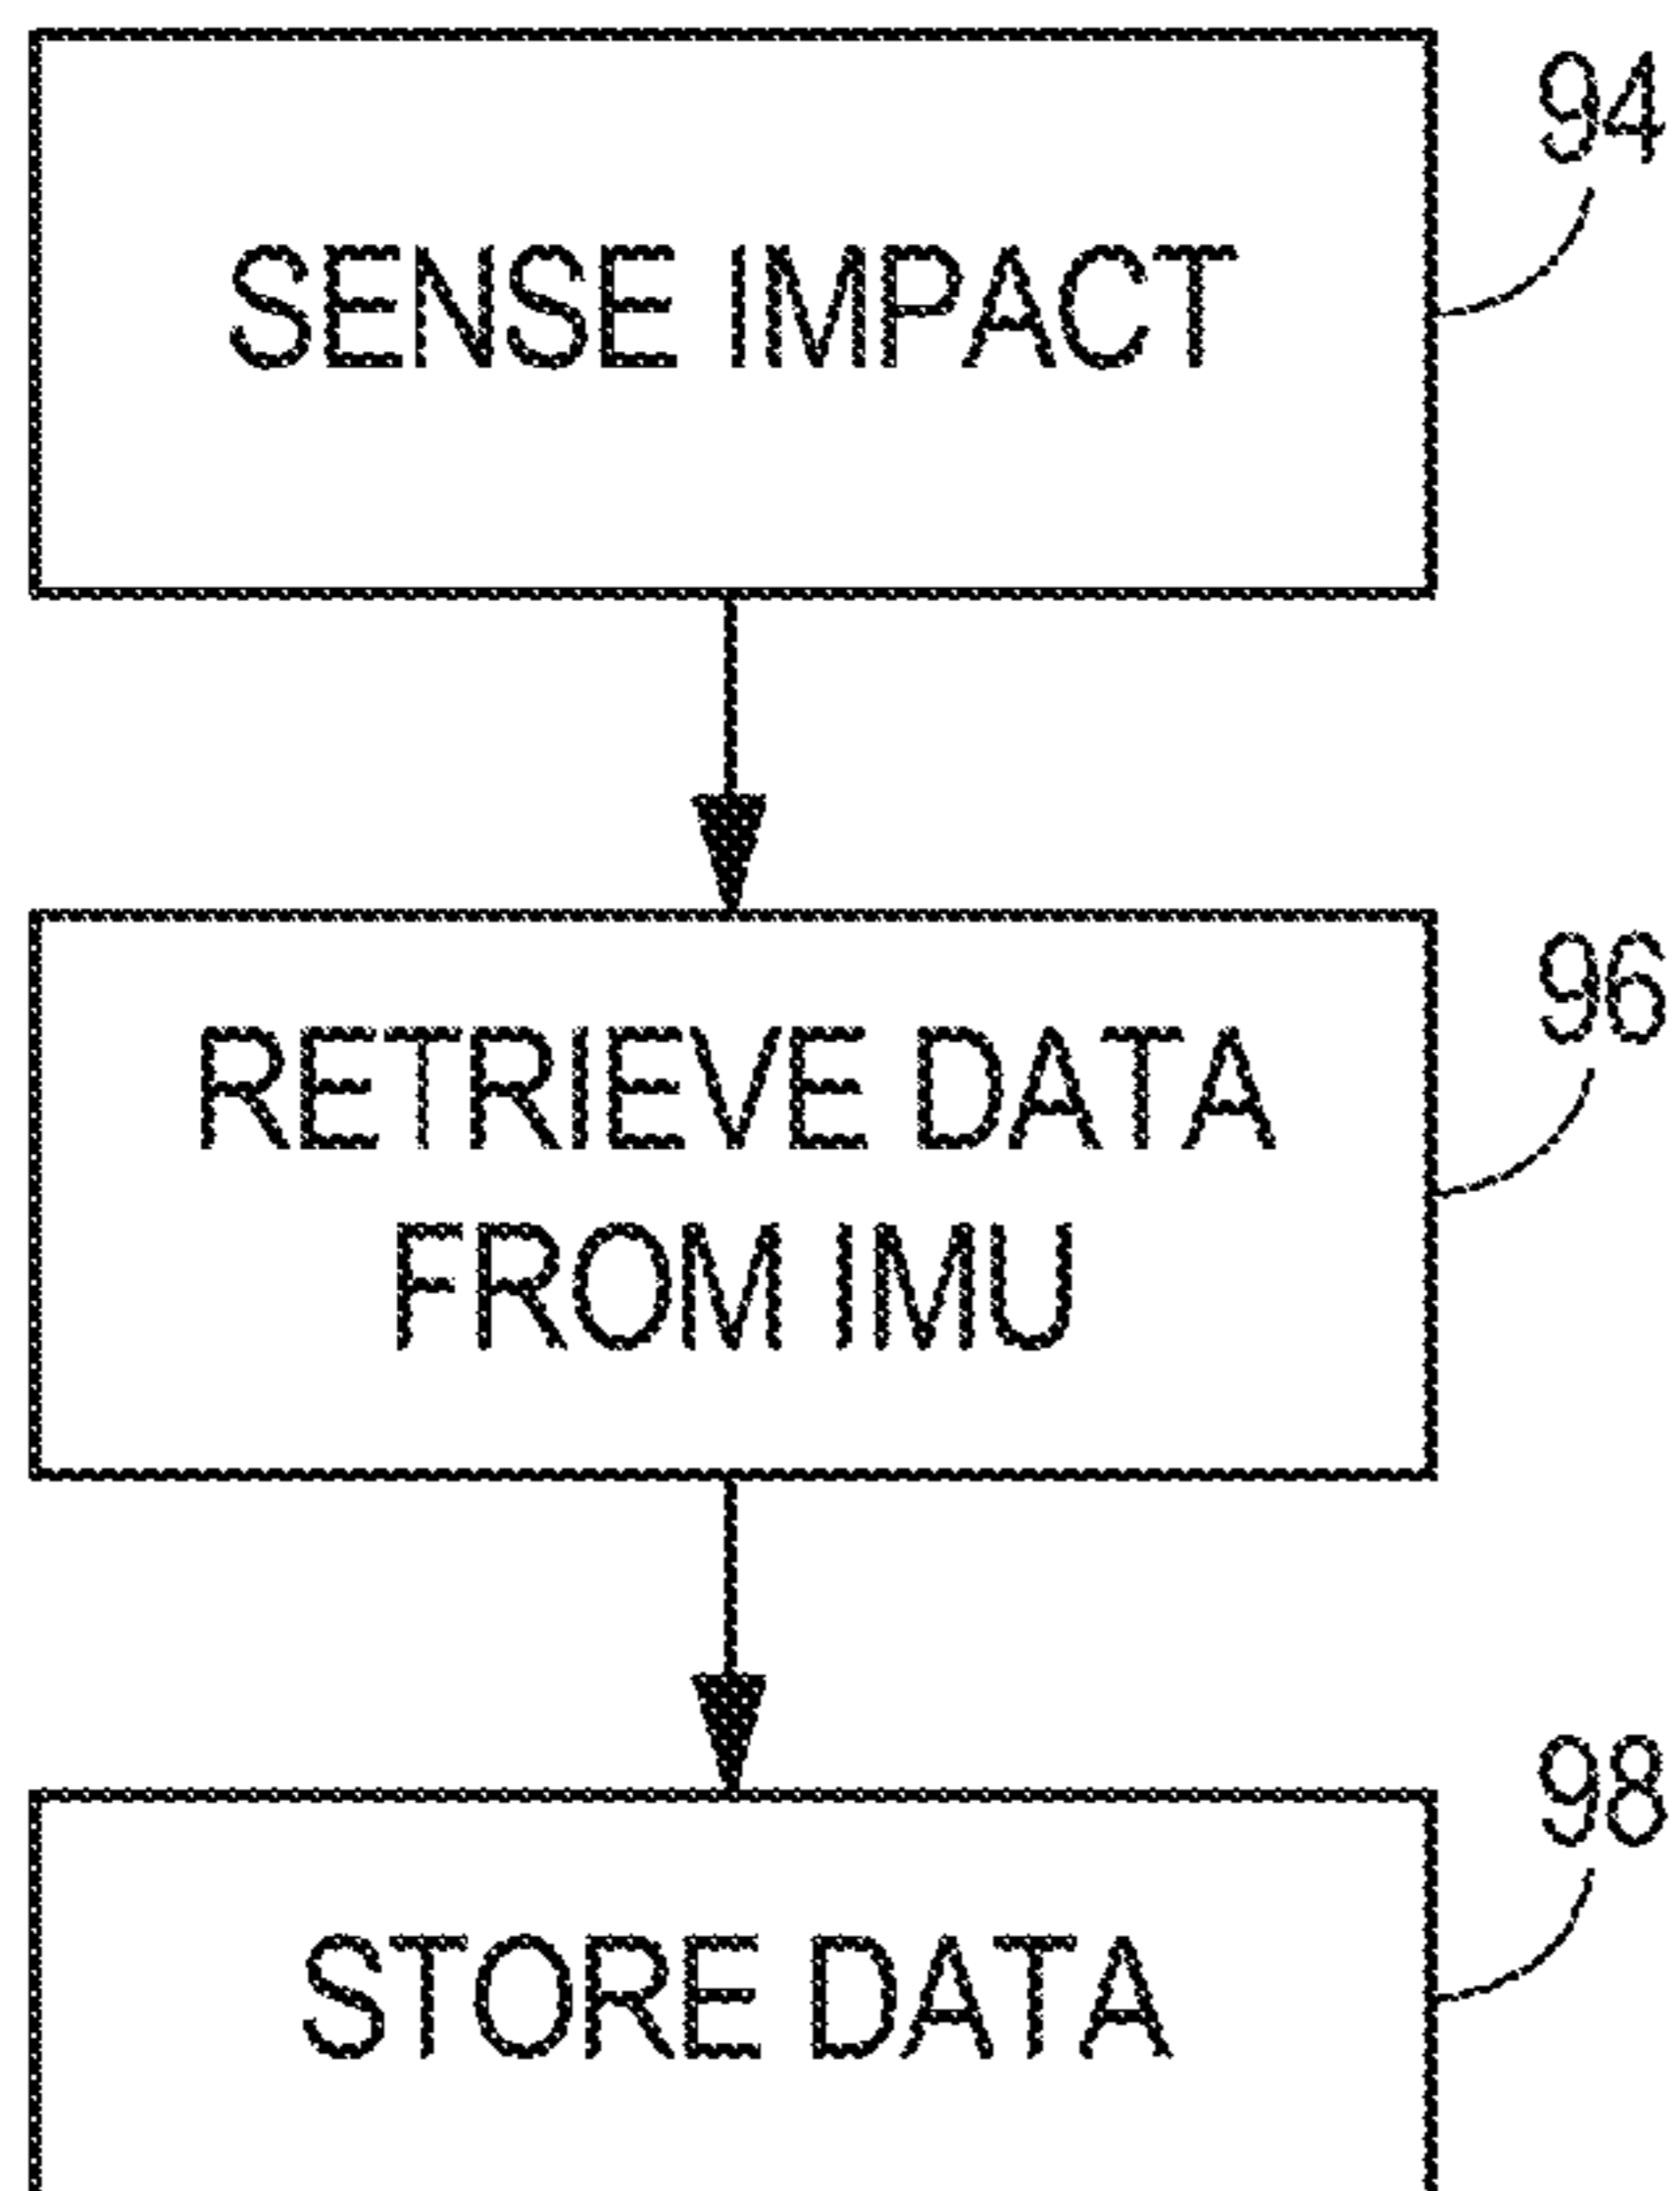 94
SENSE IMPACT
96
RETRIEVE DATA
FROM IMU
98
STORE DATA